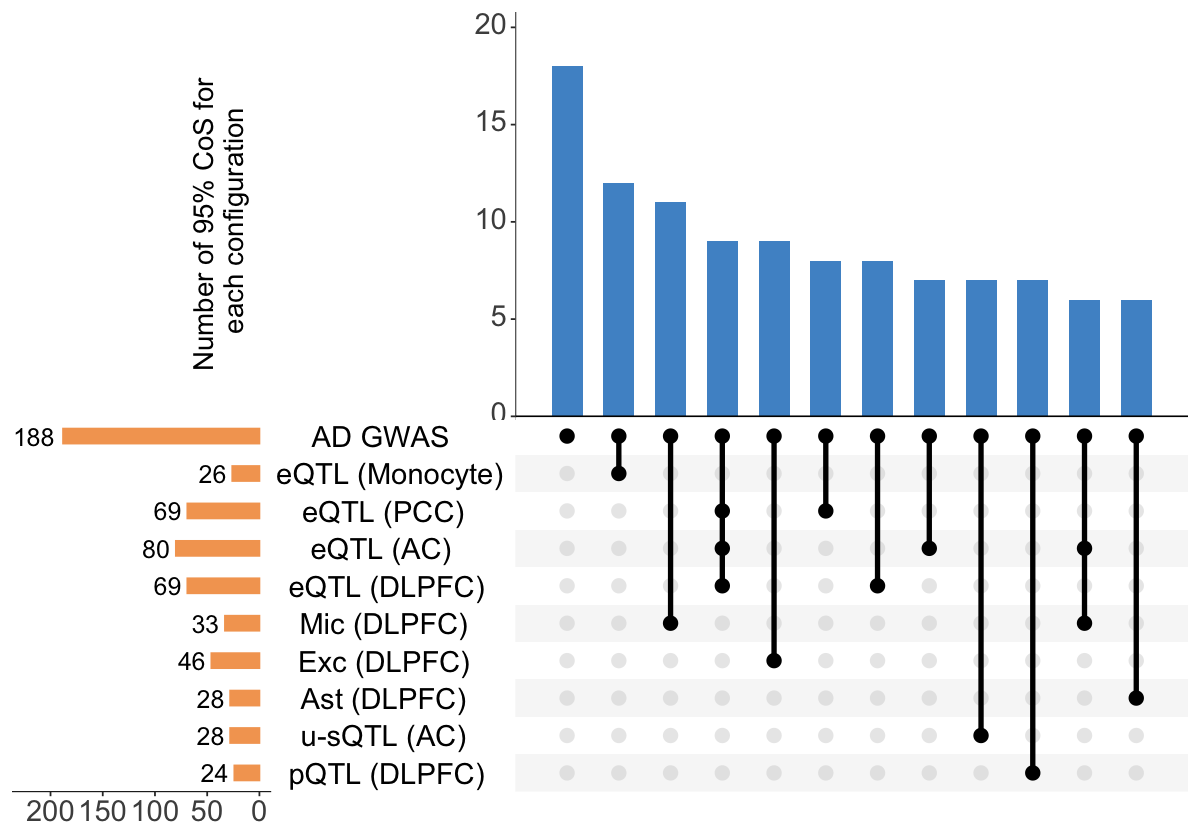 Number of 95% CoS for
each configuration
20
15
10
5
0
188 AD GWAS
26 eQTL (Monocyte)
69 eQTL (PCC)
80 eQTL (AC)
69 eQTL (DLPFC)
33 Mic (DLPFC)
46 Exc (DLPFC)
28 Ast (DLPFC)
28 u-sQTL (AC)
24 pQTL (DLPFC)
200 150 100 50 0